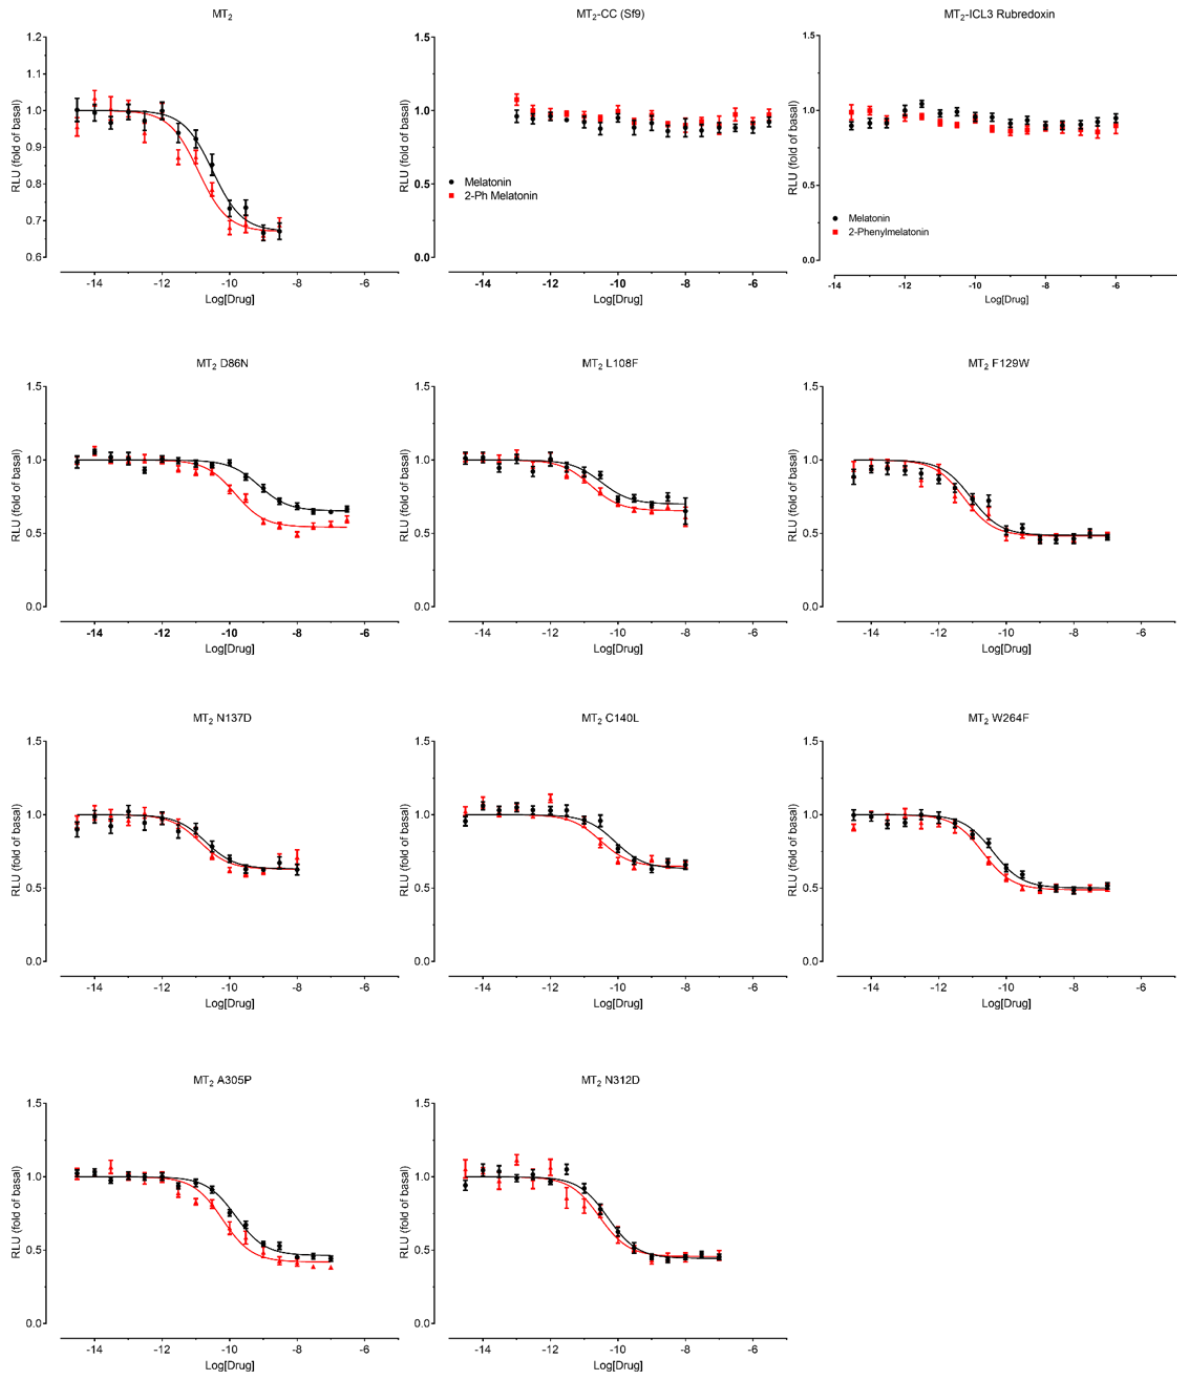 MT2
MT2-CC (Sf9)
MT2-ICL3 Rubredoxin
RLU (fold of basal)
1.2
1.1
1.0
0.9
0.8
0.7
0.6
-14
-12
-10
-8
-6
Log[Drug]
RLU (fold of basal)
1.5
1.0
0.5
0.0
Melatonin
2-Ph Melatonin
-14
-12
-10
-8
-6
Log[Drug]
RLU (fold of basal)
1.5
1.0
0.5
0.0
Melatonin
2-Phenylmelatonin
-14
-12
-10
-8
-6
Log[Drug]
MT2 D86N
MT2 L108F
MT2 F129W
RLU (fold of basal)
1.5
1.0
0.5
0.0
-14
-12
-10
-8
-6
Log[Drug]
RLU (fold of basal)
1.5
1.0
0.5
0.0
-14
-12
-10
-8
-6
Log[Drug]
RLU (fold of basal)
1.5
1.0
0.5
0.0
-14
-12
-10
-8
-6
Log[Drug]
MT2 N137D
MT2 C140L
MT2 W264F
RLU (fold of basal)
1.5
1.0
0.5
0.0
-14
-12
-10
-8
-6
Log[Drug]
RLU (fold of basal)
1.5
1.0
0.5
0.0
-14
-12
-10
-8
-6
Log[Drug]
RLU (fold of basal)
1.5
1.0
0.5
0.0
-14
-12
-10
-8
-6
Log[Drug]
MT2 A305P
MT2 N312D
RLU (fold of basal)
1.5
1.0
0.5
0.0
-14
-12
-10
-8
-6
Log[Drug]
RLU (fold of basal)
1.5
1.0
0.5
0.0
-14
-12
-10
-8
-6
Log[Drug]